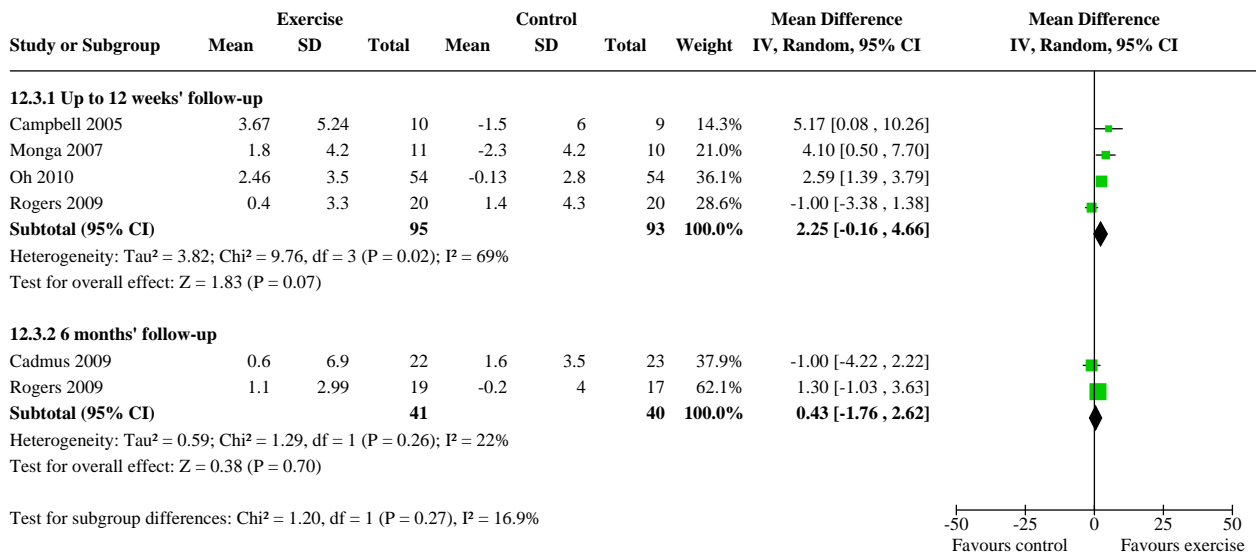 Exercise Control Mean Difference Mean Difference
Study or Subgroup Mean SD Total Mean SD Total Weight IV, Random, 95% CI IV, Random, 95% CI
12.3.1 Up to 12 weeks' follow-up
Campbell 2005 3.67 5.24 10 -1.5 6 9 14.3% 5.17 [0.08 , 10.26]
Monga 2007 1.8 4.2 11 -2.3 4.2 10 21.0% 4.10 [0.50 , 7.70]
Oh 2010 2.46 3.5 54 -0.13 2.8 54 36.1% 2.59 [1.39 , 3.79]
Rogers 2009 0.4 3.3 20 1.4 4.3 20 28.6% -1.00 [-3.38 , 1.38]
Subtotal (95% CI) 95 93 100.0% 2.25 [-0.16 , 4.66]
Heterogeneity: Tau² = 3.82; Chi² = 9.76, df = 3 (P = 0.02); I² = 69%
Test for overall effect: Z = 1.83 (P = 0.07)
12.3.2 6 months' follow-up
Cadmus 2009 0.6 6.9 22 1.6 3.5 23 37.9% -1.00 [-4.22 , 2.22]
Rogers 2009 1.1 2.99 19 -0.2 4 17 62.1% 1.30 [-1.03 , 3.63]
Subtotal (95% CI) 41 40 100.0% 0.43 [-1.76 , 2.62]
Heterogeneity: Tau² = 0.59; Chi² = 1.29, df = 1 (P = 0.26); I² = 22%
Test for overall effect: Z = 0.38 (P = 0.70)
Test for subgroup differences: Chi² = 1.20, df = 1 (P = 0.27), I² = 16.9%
-50 -25 0 25 50
Favours control Favours exercise